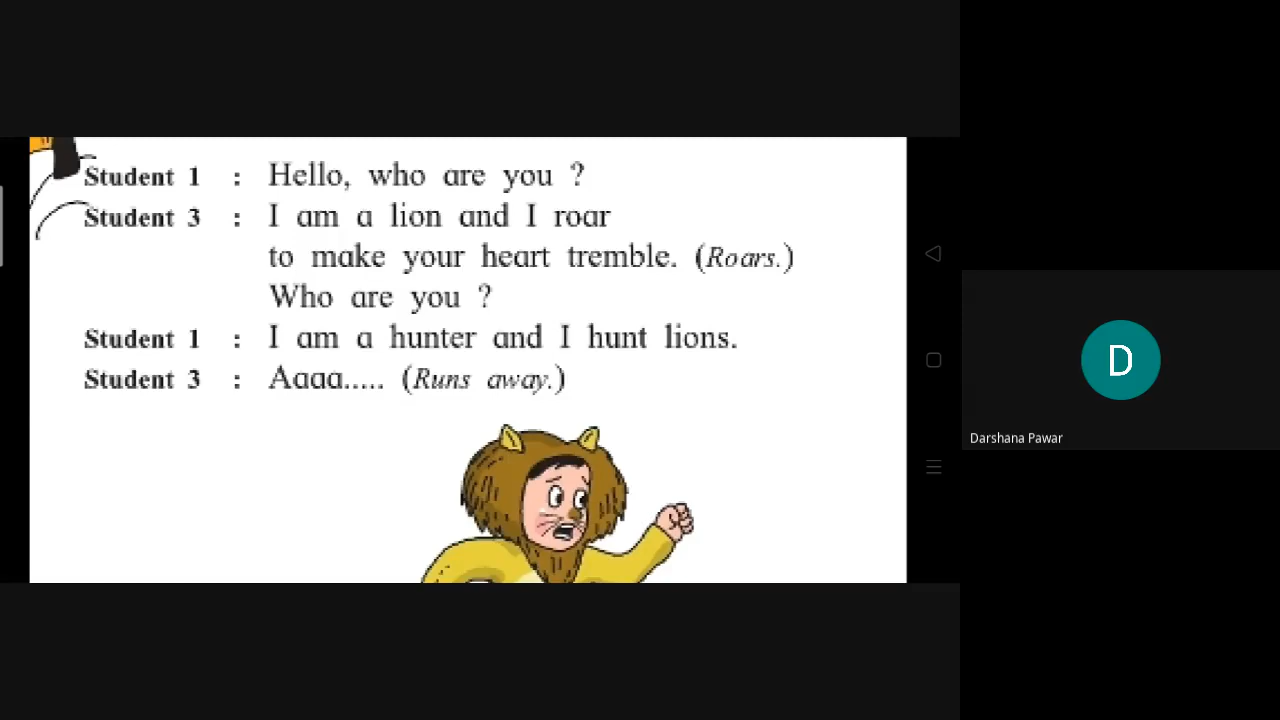 Student 1 : Hello, who are you ?
Student 3 : I am a lion and I roar
to make your heart tremble. (Roars.)
Who are you ?
Student 1 : I am a hunter and I hunt lions.
Student 3 : Aaaa..... (Runs away.)
D
Darshana Pawar